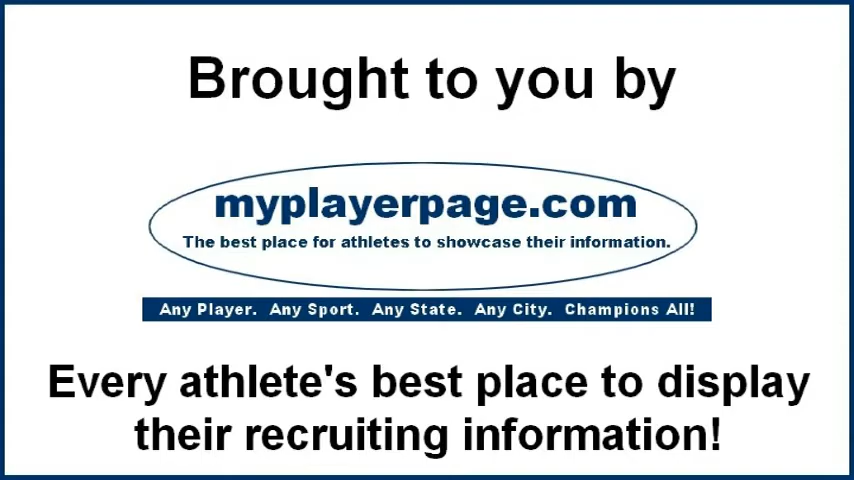 Brought to you by
myplayerpage.com
The best place for athletes to showcase their information.
Any Player. Any Sport. Any State. Any City. Champions All!
Every athlete's best place to display
their recruiting information!